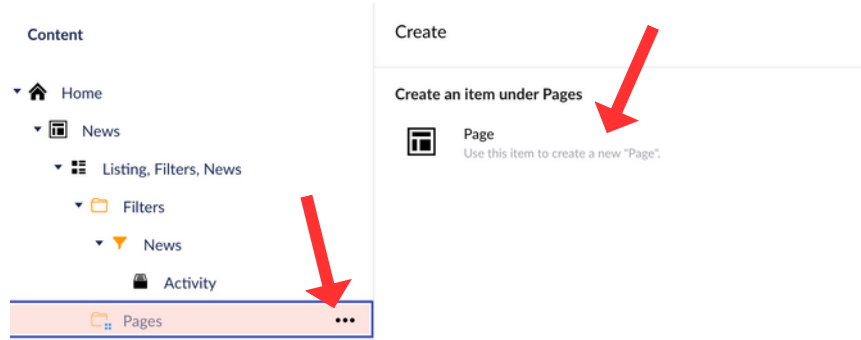 Content
Home
News
Listing, Filters, News
Filters
News
Activity
Pages
Create
Create an item under Pages
Page
Use this item to create a new "Page".